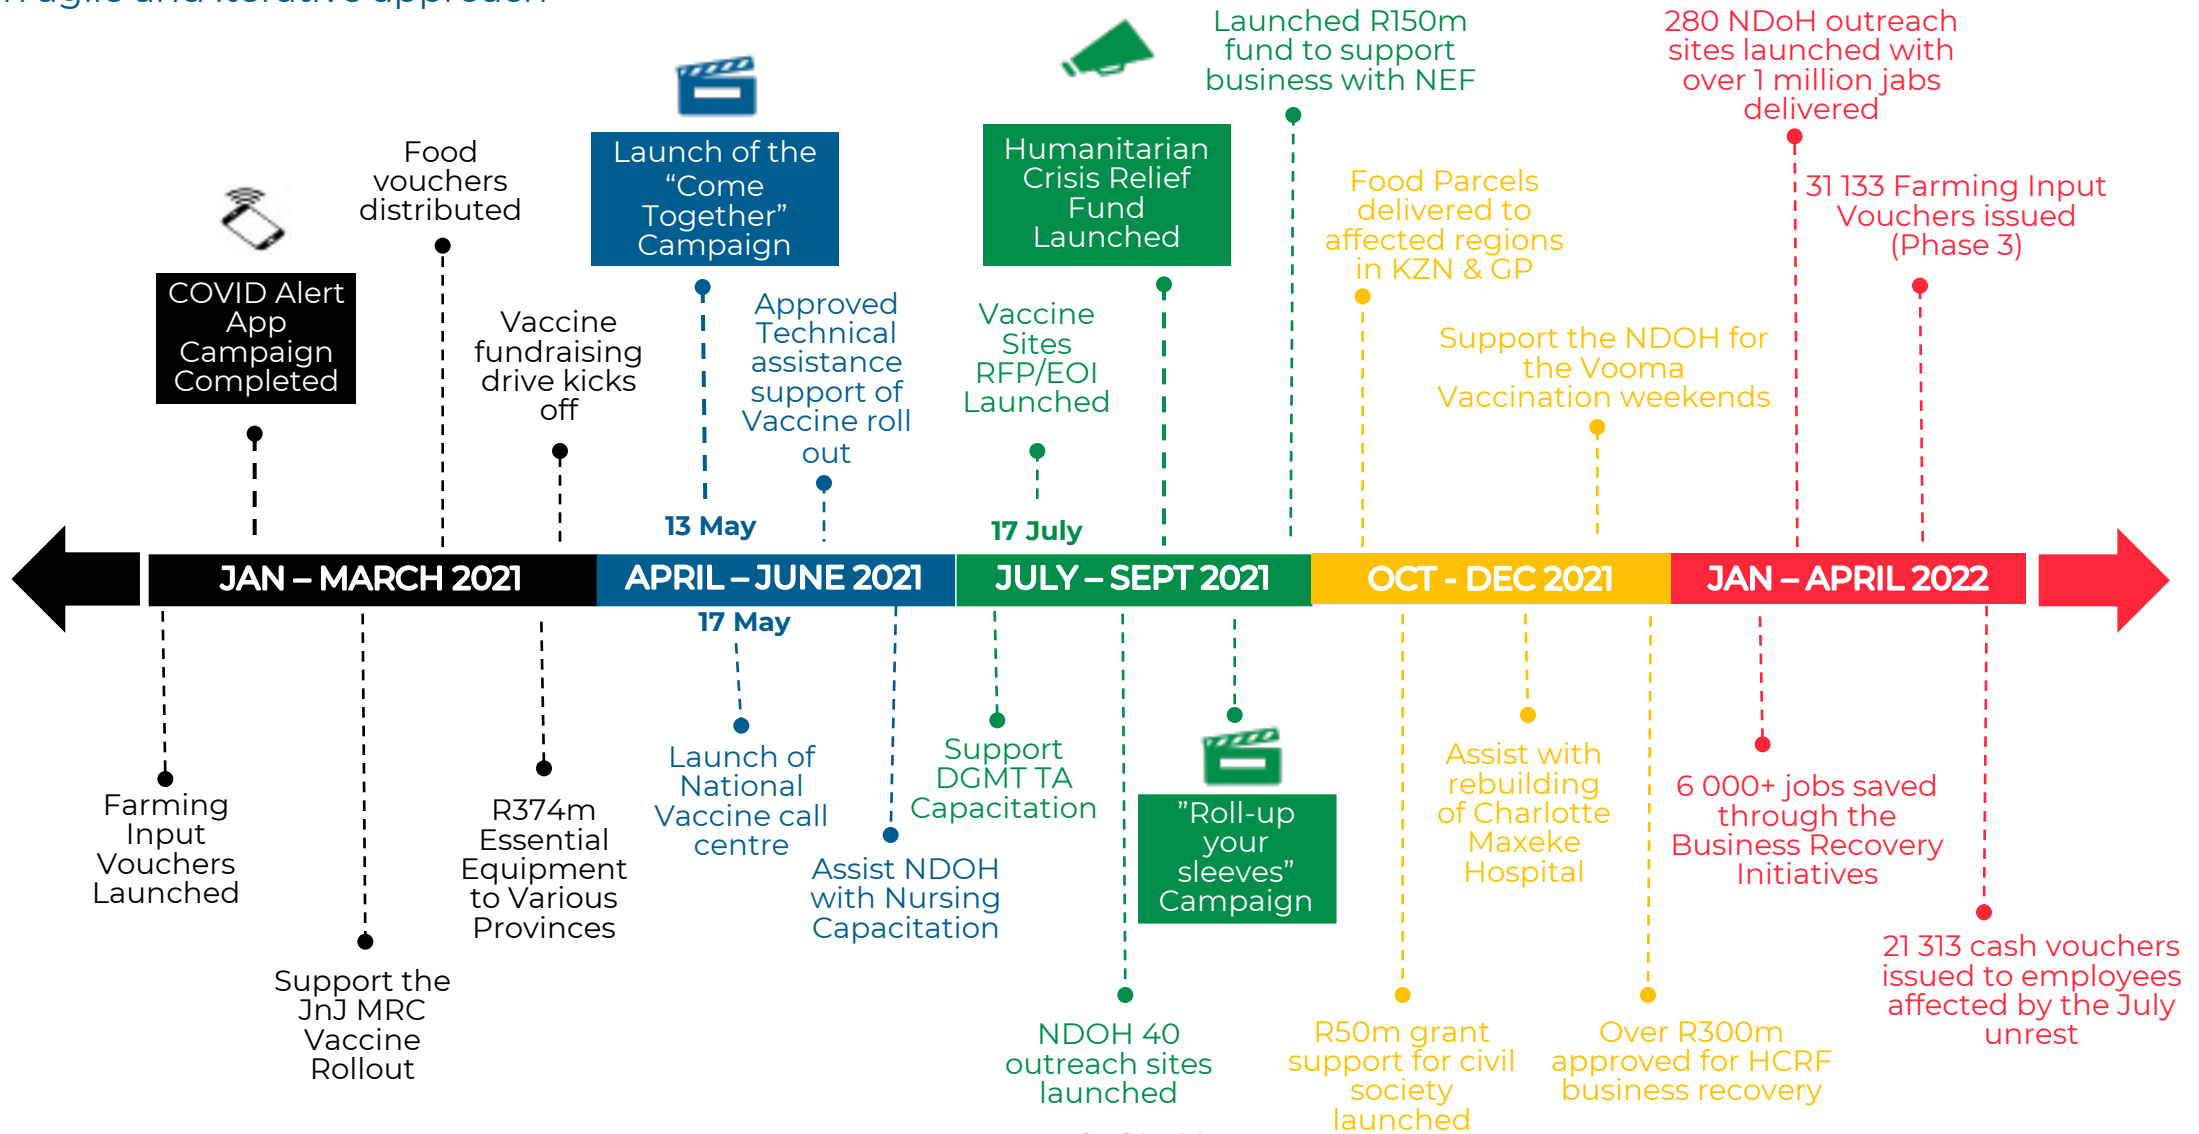 agile and iterative approach
COVID Alert
App
Campaign
Completed
Food
vouchers
distributed
Vaccine
fundraising
drive kicks
off
Launch of the
“Come
Together”
Campaign
Approved
Technical
assistance
support of
Vaccine roll
out
Vaccine
Sites
RFP/EOI
Launched
Humanitarian
Crisis Relief
Fund
Launched
Launched R150m
fund to support
business with NEF
Food Parcels
delivered to
affected regions
in KZN & GP
Support the NDOH for
the Vooma
Vaccination weekends
280 NDoH outreach
sites launched with
over 1 million jabs
delivered
31 133 Farming Input
Vouchers issued
(Phase 3)
13 May
17 July
JAN – MARCH 2021
APRIL – JUNE 2021
JULY – SEPT 2021
OCT - DEC 2021
JAN – APRIL 2022
17 May
Farming
Input
Vouchers
Launched
Support the
JnJ MRC
Vaccine
Rollout
R374m
Essential
Equipment
to Various
Provinces
Launch of
National
Vaccine call
centre
Assist NDOH
with Nursing
Capacitation
Support
DGMT TA
Capacitation
NDOH 40
outreach sites
launched
”Roll-up
your
sleeves”
Campaign
R50m grant
support for civil
society
launched
Assist with
rebuilding
of Charlotte
Maxeke
Hospital
Over R300m
approved for HCRF
business recovery
6 000+ jobs saved
through the
Business Recovery
Initiatives
21 313 cash vouchers
issued to employees
affected by the July
unrest